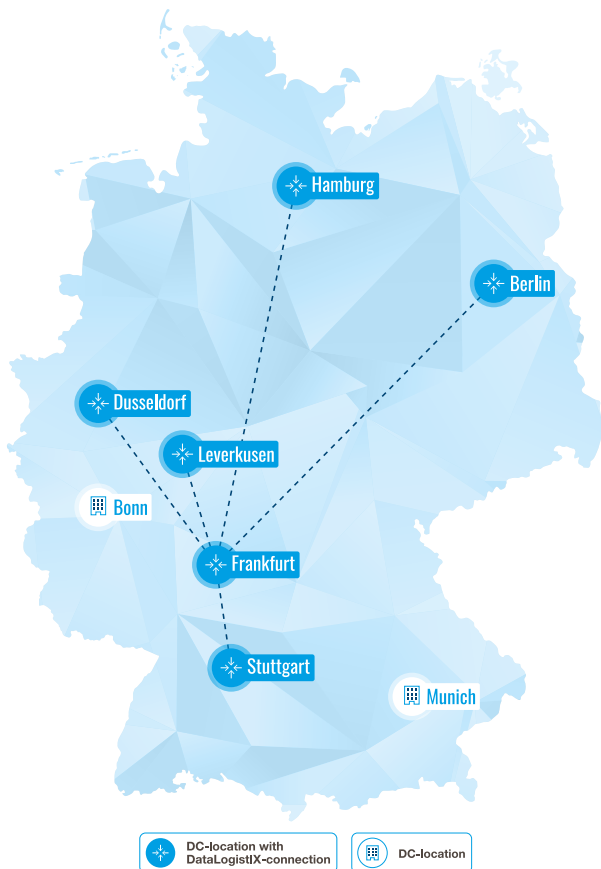 Hamburg
Berlin
Dusseldorf
Leverkusen
Bonn
Frankfurt
Stuttgart
Munich
DC-location with
DataLogistIX-connection
DC-location